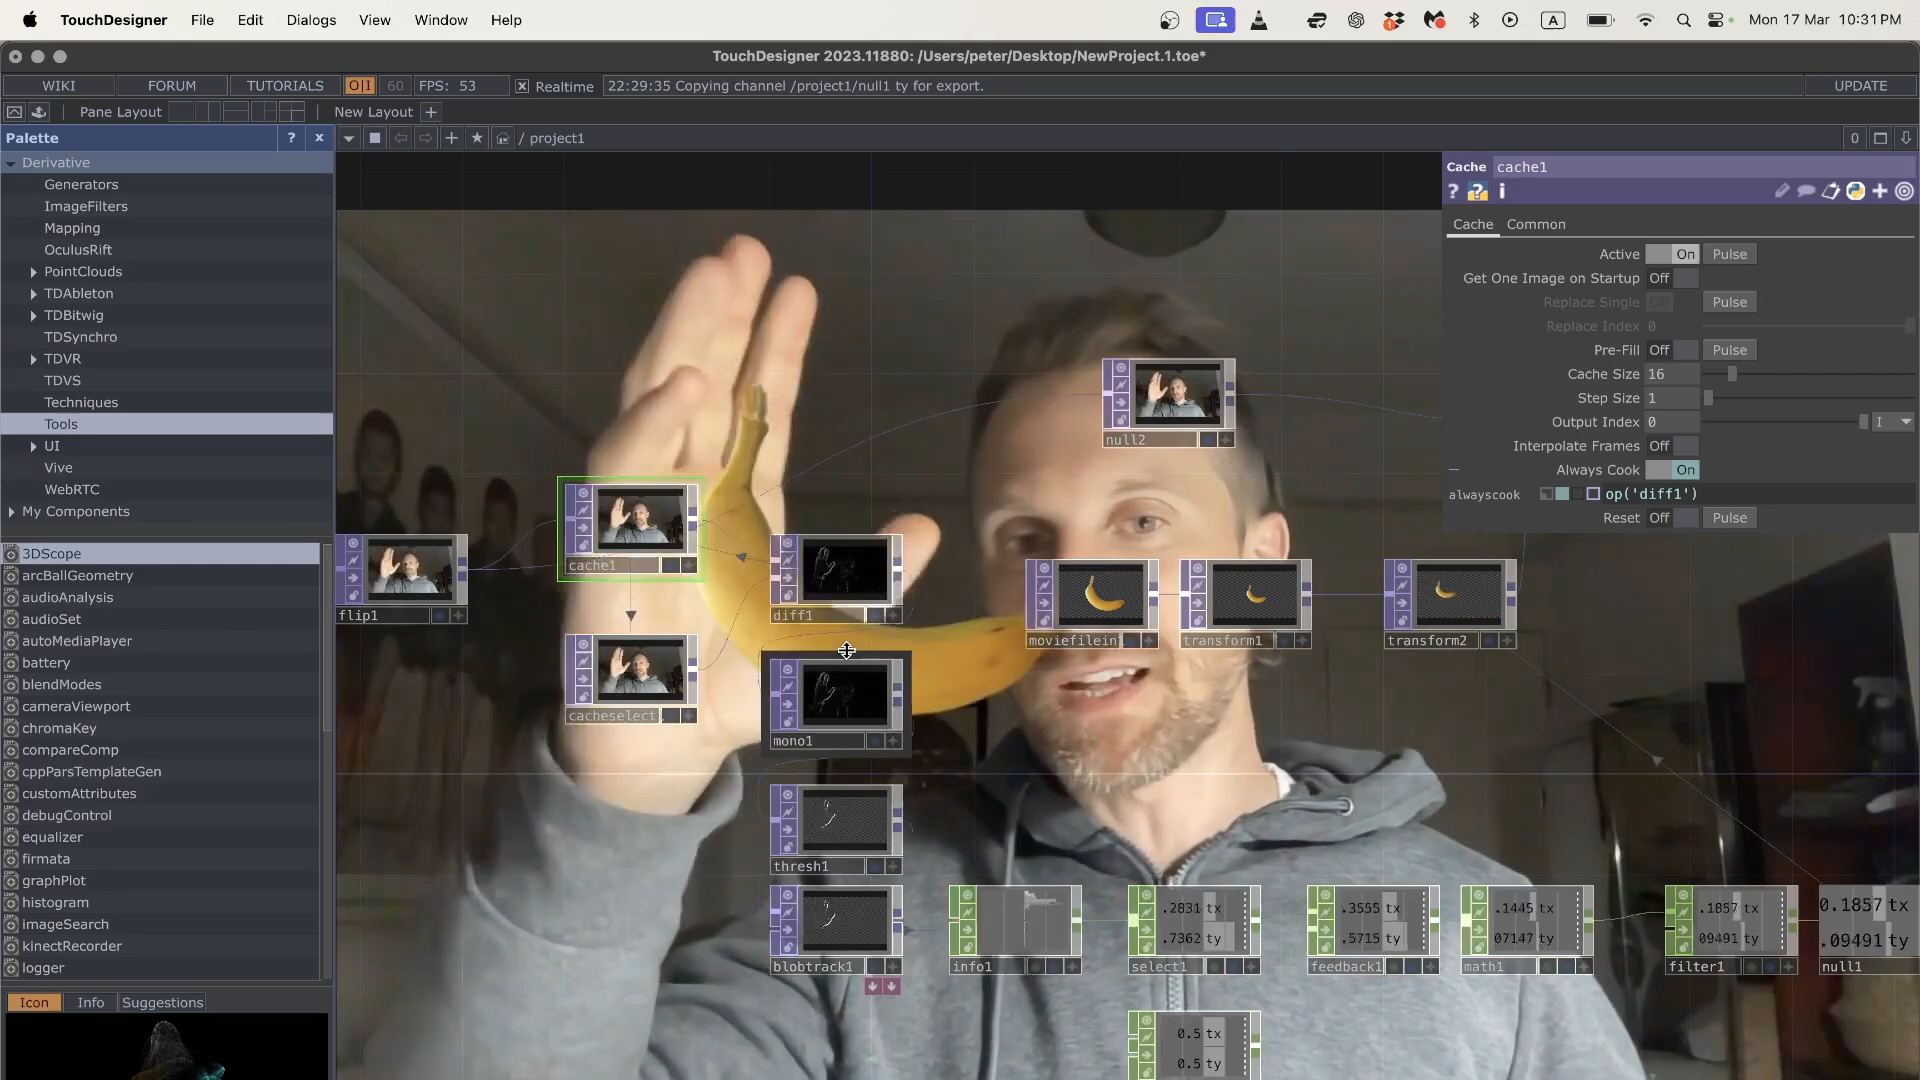 TouchDesigner File Edit Dialogs View Window Help
A Mon 17 Mar 10:31PM
TouchDesigner 2023.11880: /Users/peter/Desktop/NewProject.1.toe*
WIKI FORUM TUTORIALS O|I 60 FPS: 53 Realtime 22:29:35 Copying channel /project1/null1 ty for export. UPDATE
Pane Layout New Layout +
Palette ? x
/ project1
0
Derivative
Generators
ImageFilters
Mapping
OculusRift
PointClouds
TDAbleton
TDBitwig
TDSynchro
TDVR
TDVS
Techniques
Tools
UI
Vive
WebRTC
My Components
3DScope
arcBallGeometry
audioAnalysis
audioSet
autoMediaPlayer
battery
blendModes
cameraViewport
chromaKey
compareComp
cppParsTemplateGen
customAttributes
debugControl
equalizer
firmata
graphPlot
histogram
imageSearch
kinectRecorder
logger
Icon Info Suggestions
Cache cache1
? ? i
Cache Common
Active On Pulse
Get One Image on Startup Off
Replace Single Off Pulse
Replace Index 0
Pre-Fill Off Pulse
Cache Size 16
Step Size 1
Output Index 0 I
Interpolate Frames Off
Always Cook On
alwayscook op('diff1')
Reset Off Pulse
null2
cache1
flip1
diff1
moviefilein
transform1
transform2
cacheselect
mono1
thresh1
blobtrack1
info1
.2831 tx
.7362 ty
select1
.3555 tx
.5715 ty
feedback1
.1445 tx
07147 ty
math1
.1857 tx
09491 ty
filter1
0.1857 tx
.09491 ty
null1
0.5 tx
0.5 ty